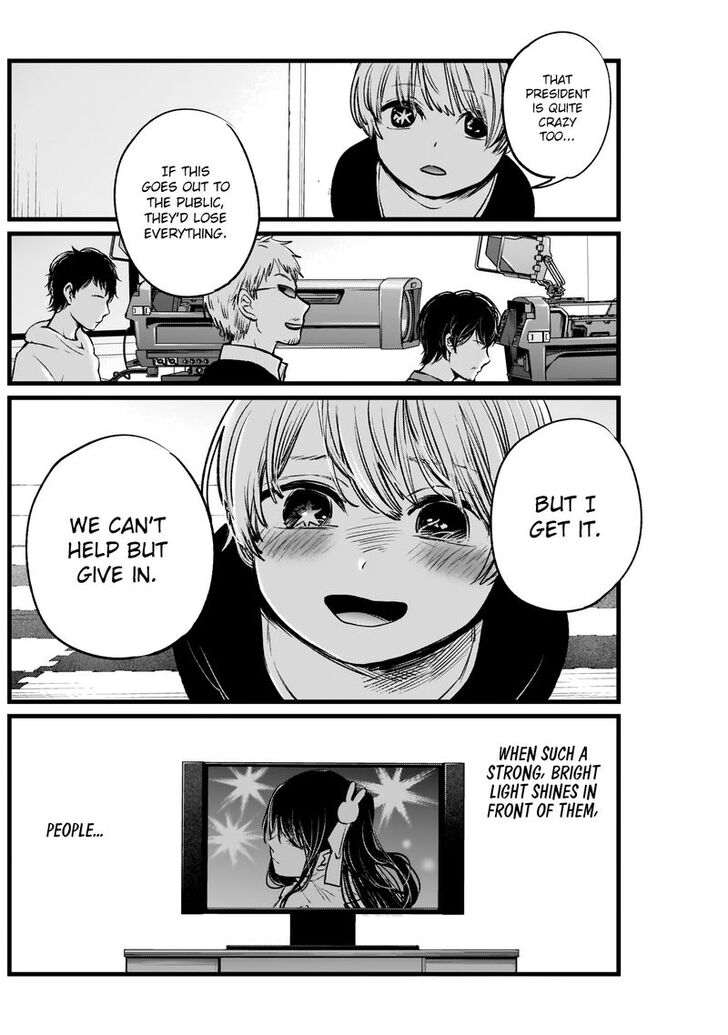 THAT
PRESIDENT
IS QUITE
CRAZY
TOO...
IF THIS
GOES OUT TO
THE PUBLIC,
THEY'D LOSE
EVERYTHING.
BUT I
GET IT.
WE CAN'T
HELP BUT
GIVE IN.
WHEN SUCH A
STRONG, BRIGHT
LIGHT SHINES IN
FRONT OF THEM,
PEOPLE...